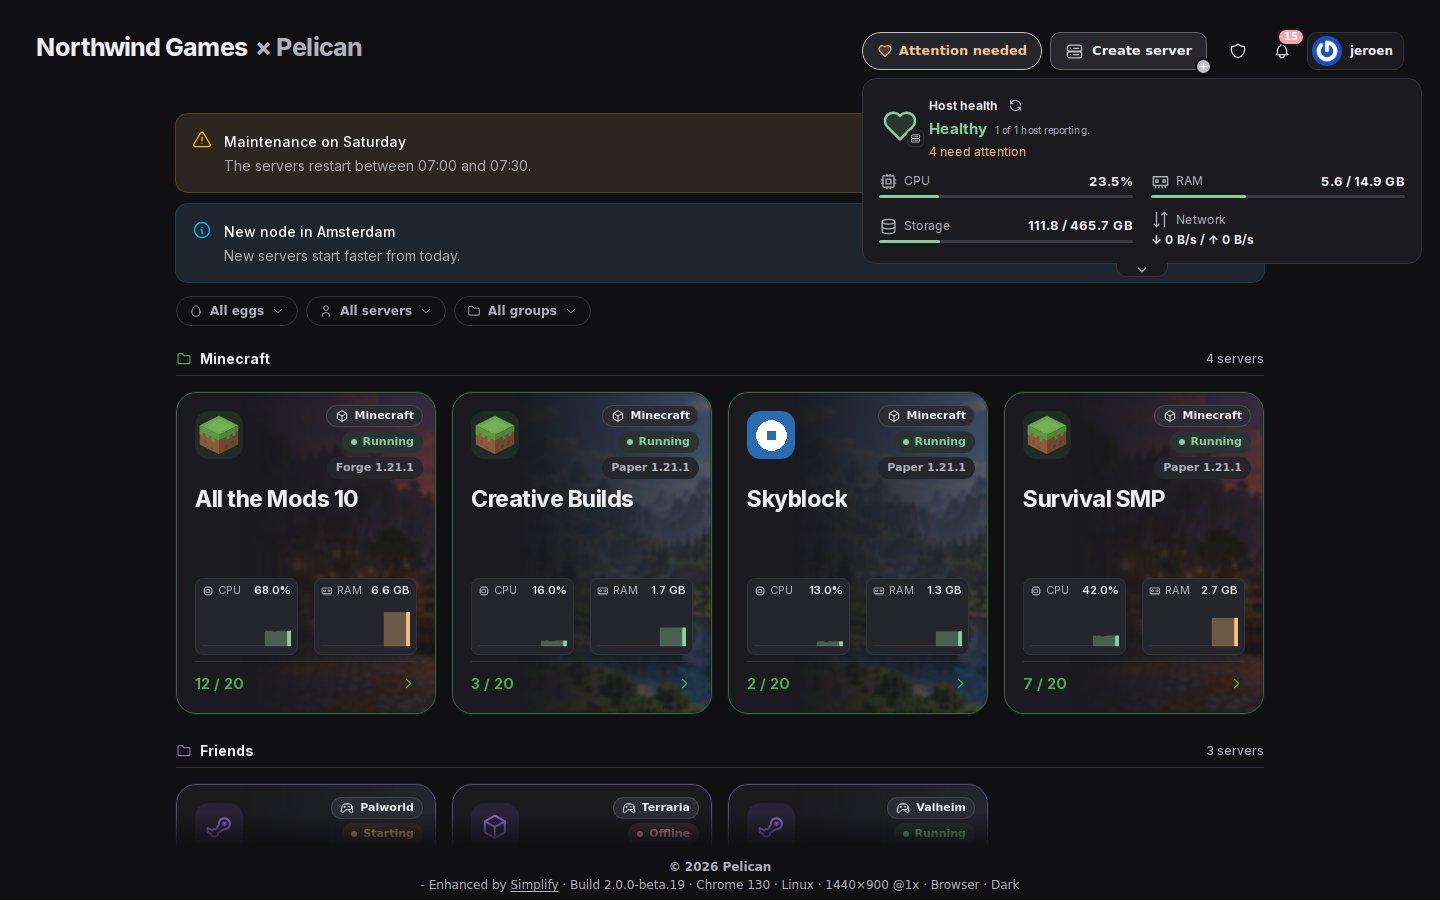 Northwind Games × Pelican
Attention needed
Create server
15
jeroen
Host health
Healthy 1 of 1 host reporting.
4 need attention
CPU 23.5%
RAM 5.6 / 14.9 GB
Storage 111.8 / 465.7 GB
Network
↓ 0 B/s / ↑ 0 B/s
Maintenance on Saturday
The servers restart between 07:00 and 07:30.
New node in Amsterdam
New servers start faster from today.
All eggs
All servers
All groups
Minecraft
4 servers
Minecraft
Running
Forge 1.21.1
All the Mods 10
CPU 68.0%
RAM 6.6 GB
12 / 20
Minecraft
Running
Paper 1.21.1
Creative Builds
CPU 16.0%
RAM 1.7 GB
3 / 20
Minecraft
Running
Paper 1.21.1
Skyblock
CPU 13.0%
RAM 1.3 GB
2 / 20
Minecraft
Running
Paper 1.21.1
Survival SMP
CPU 42.0%
RAM 2.7 GB
7 / 20
Friends
3 servers
Palworld
Starting
Terraria
Offline
Valheim
Running
© 2026 Pelican
- Enhanced by Simplify · Build 2.0.0-beta.19 · Chrome 130 · Linux · 1440×900 @1x · Browser · Dark